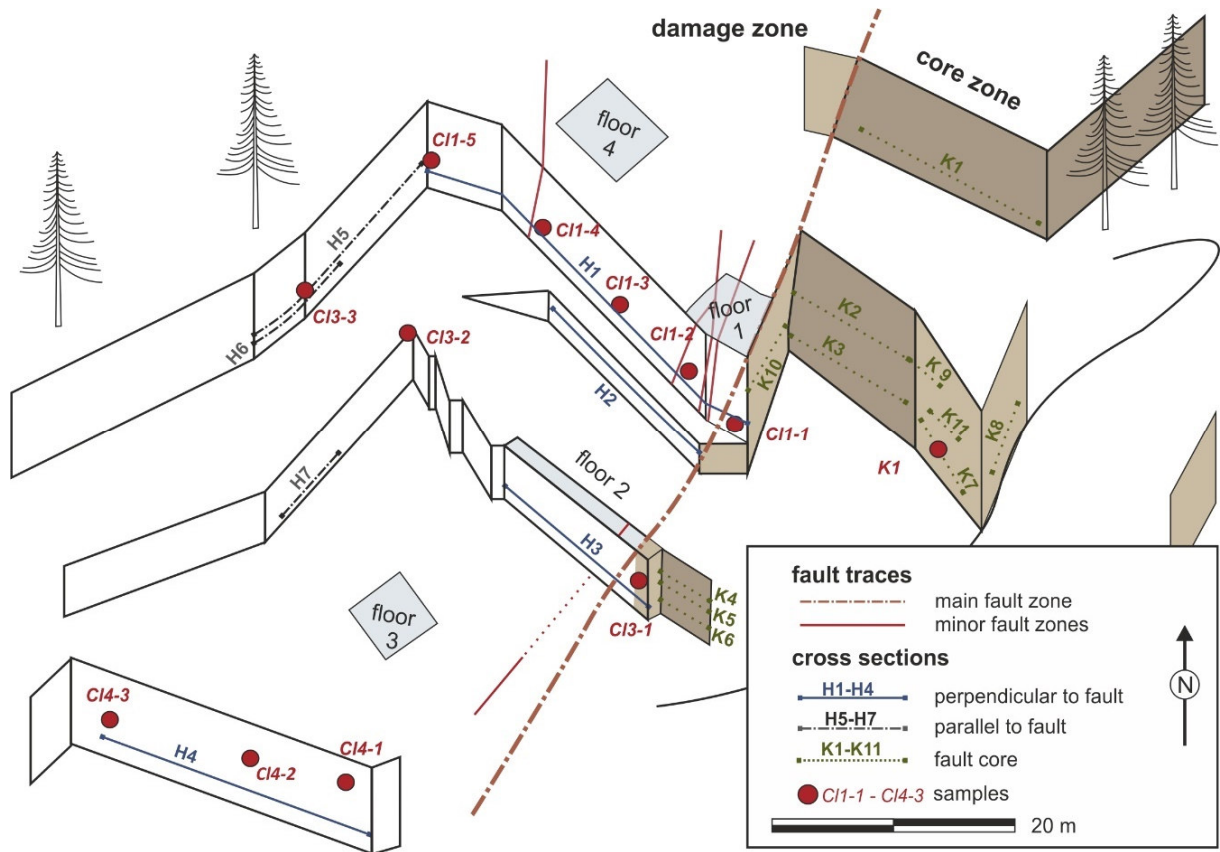 damage zone
core zone
floor
4
Cl1-5
K1
Cl1-4
H5
H1
Cl1-3
floor
1
Cl3-3
Cl1-2
K2
H6
Cl3-2
K3
K9
K10
H2
K11
K8
Cl1-1
K1
K7
H7
floor 2
H3
K4
K5
K6
Cl3-1
floor
3
Cl4-3
H4
Cl4-1
Cl4-2
fault traces
main fault zone
minor fault zones
cross sections
H1-H4 perpendicular to fault
H5-H7 parallel to fault
K1-K11 fault core
Cl1-1 - Cl4-3 samples
20 m
N